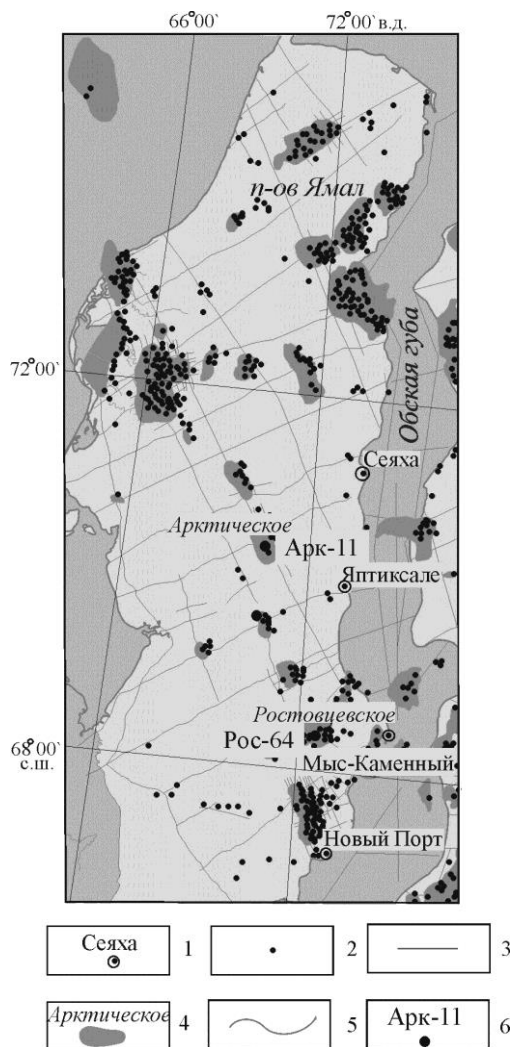 66°00`
72°00` в.д.
п-ов Ямал
72°00`
Обская губа
Сеяха
Арктическое
Арк-11
Яптиксале
Ростовцевское
Рос-64
68°00`
с.ш.
Мыс-Каменный
Новый Порт
Сеяха 1
2
3
Арктическое 4
5
Арк-11 6